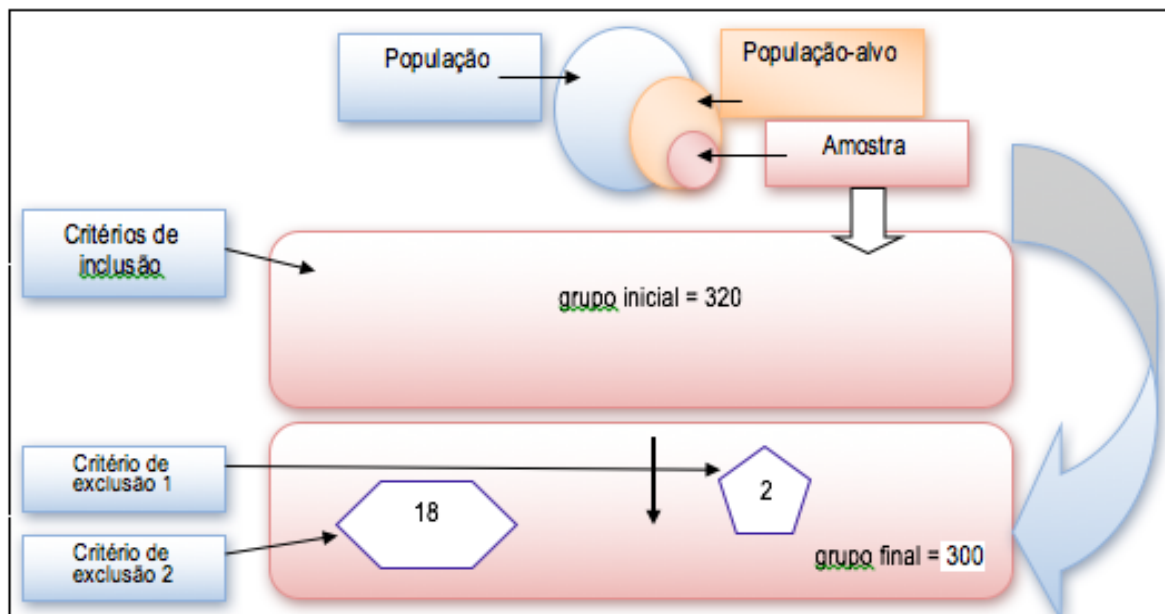 População
População-alvo
Amostra
Critérios de
inclusão
grupo inicial = 320
Critério de
exclusão 1
18
2
Critério de
exclusão 2
grupo final = 300